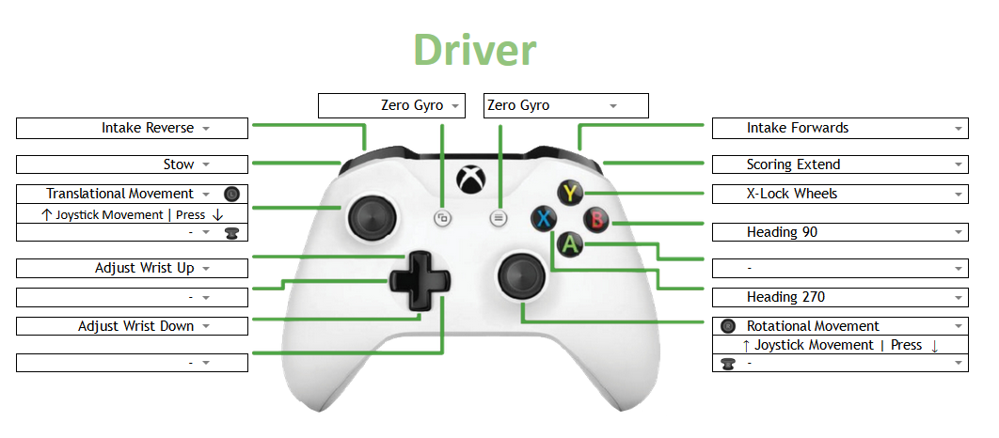 Driver
Zero Gyro
Zero Gyro
Intake Reverse
Stow
Translational Movement
↑ Joystick Movement | Press ↓
-
Adjust Wrist Up
-
Adjust Wrist Down
-
Y
X
B
A
Intake Forwards
Scoring Extend
X-Lock Wheels
Heading 90
-
Heading 270
Rotational Movement
↑ Joystick Movement | Press ↓
-